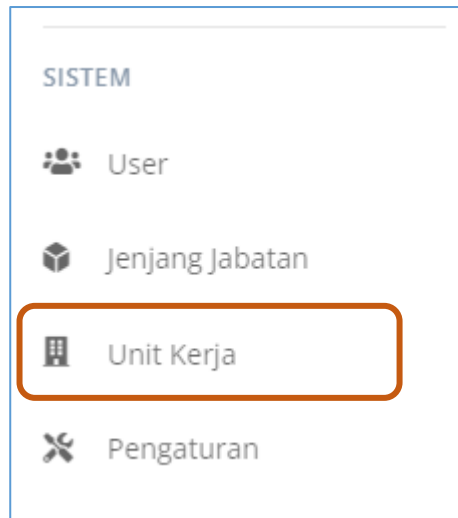 SISTEM
User
Jenjang Jabatan
Unit Kerja
Pengaturan